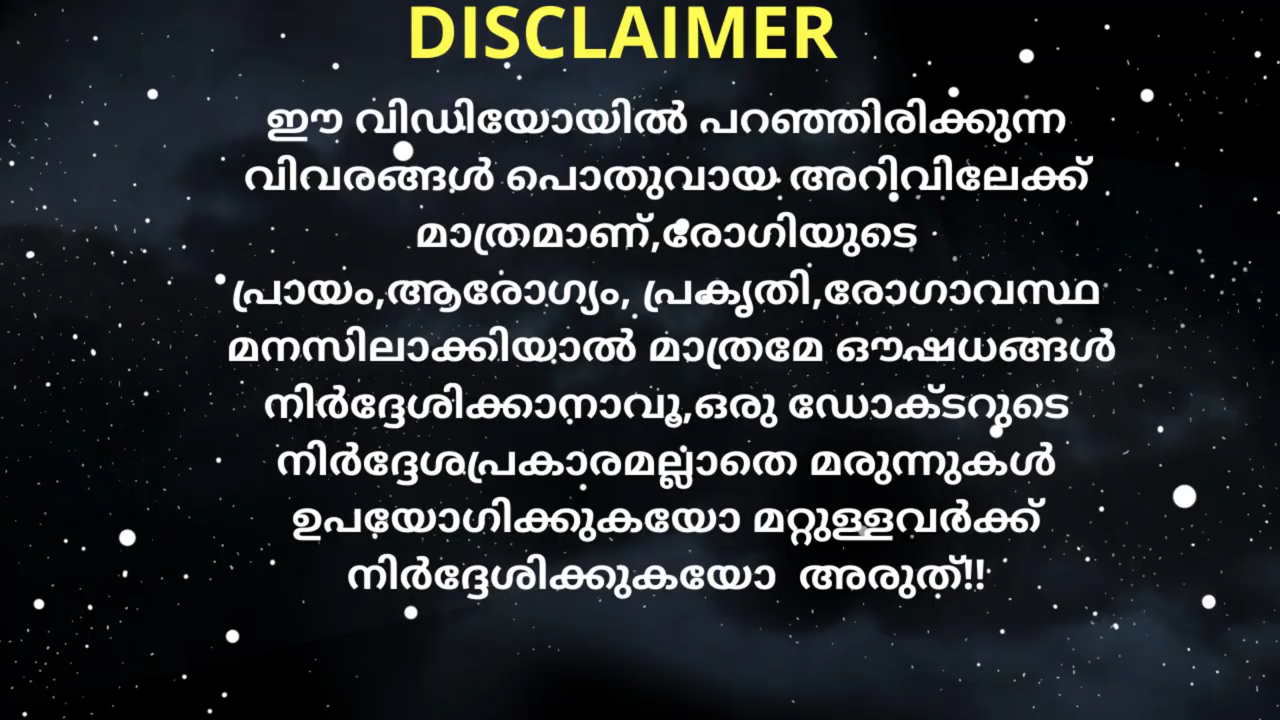 DISCLAIMER
ഈ വിഡിയോയിൽ പറഞ്ഞിരിക്കുന്ന
വിവരങ്ങൾ പൊതുവായ അറിവിലേക്ക്
മാത്രമാണ്,രോഗിയുടെ
പ്രായം,ആരോഗ്യം, പ്രകൃതി,രോഗാവസ്ഥ
മനസിലാക്കിയാൽ മാത്രമേ ഔഷധങ്ങൾ
നിർദ്ദേശിക്കാനാവൂ,ഒരു ഡോക്ടറുടെ
നിർദ്ദേശപ്രകാരമല്ലാതെ മരുന്നുകൾ
ഉപയോഗിക്കുകയോ മറ്റുള്ളവർക്ക്
നിർദ്ദേശിക്കുകയോ അരുത്!!